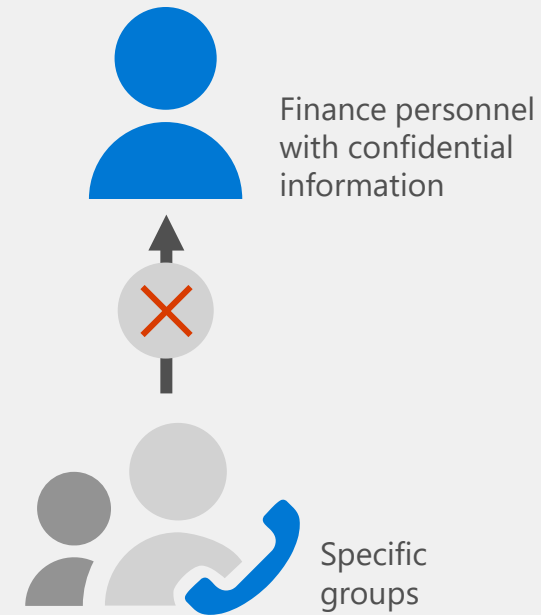 Finance personnel
with confidential
information
Specific
groups